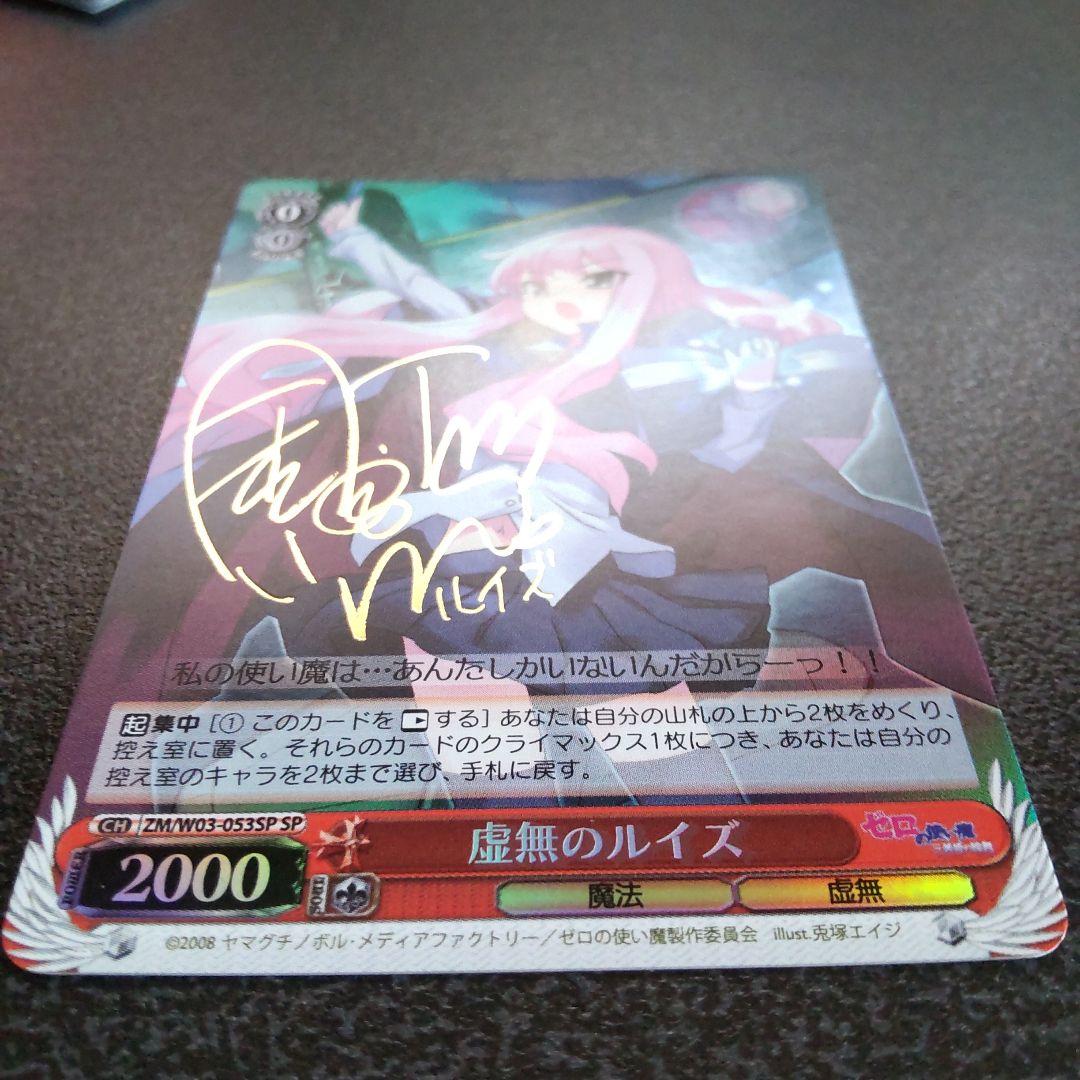 0
0
ルイズ
私の使い魔は…あんたしかいないんだからーっ！！
起 集中 [① このカードを する] あなたは自分の山札の上から2枚をめくり、
控え室に置く。それらのカードのクライマックス1枚につき、あなたは自分の
控え室のキャラを2枚まで選び、手札に戻す。
CH ZM/W03-053SP SP
虚無のルイズ
ゼロの使い魔
POWER 2000
魔法 虚無
©2008 ヤマグチノボル・メディアファクトリー／ゼロの使い魔製作委員会 illust.兎塚エイジ